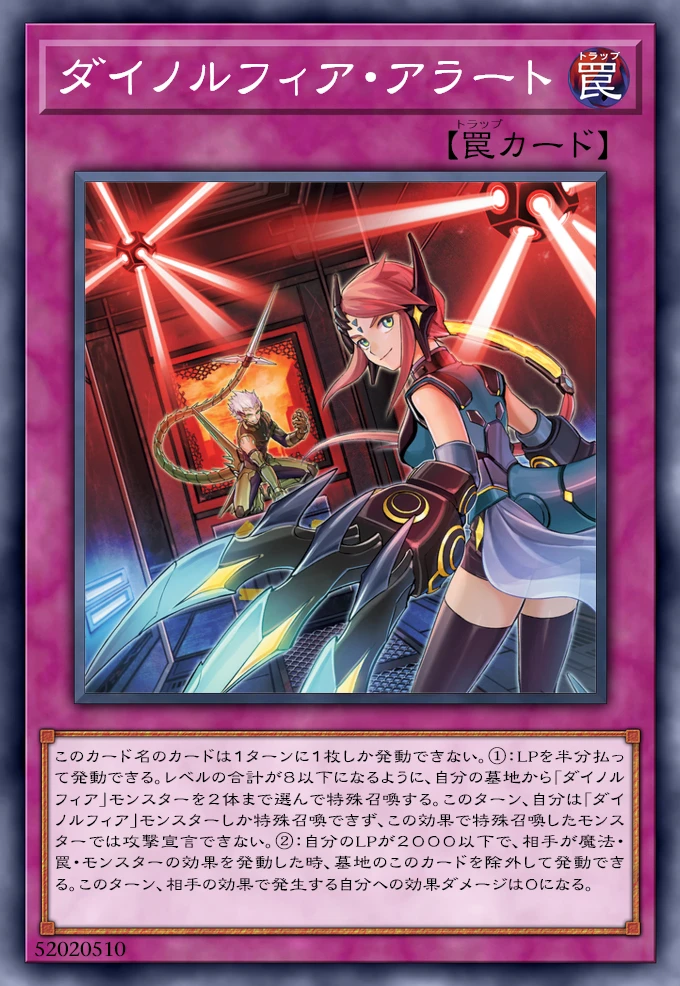 ダイノルフィア・アラート
トラップ
罠
トラップ
【罠カード】
このカード名のカードは1ターンに1枚しか発動できない。①:LPを半分払っ
て発動できる。レベルの合計が8以下になるように、自分の墓地から「ダイノル
フィア」モンスターを2体まで選んで特殊召喚する。このターン、自分は「ダイ
ノルフィア」モンスターしか特殊召喚できず、この効果で特殊召喚したモンス
ターでは攻撃宣言できない。②:自分のLPが2000以下で、相手が魔法・
罠・モンスターの効果を発動した時、墓地のこのカードを除外して発動でき
る。このターン、相手の効果で発生する自分への効果ダメージは0になる。
52020510